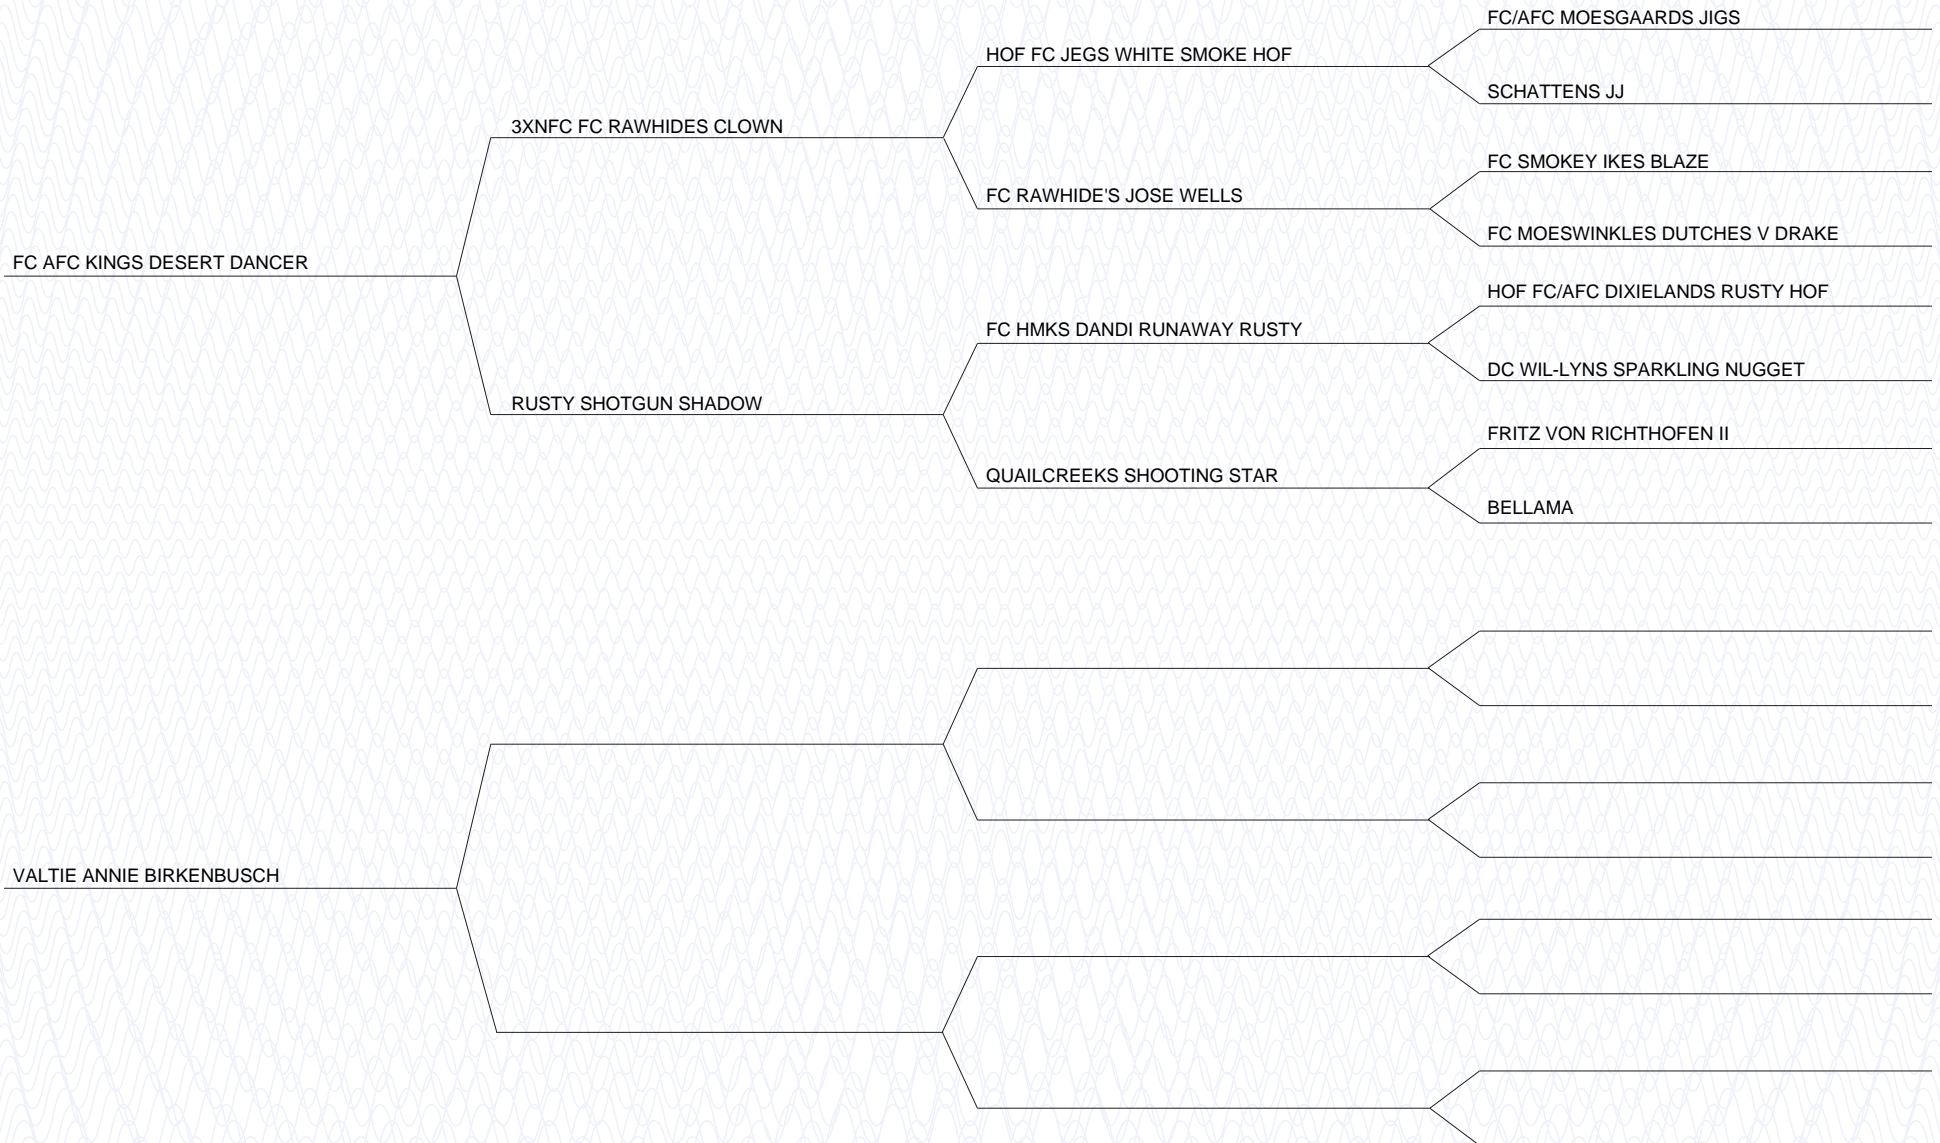 FC/AFC MOESGAARDS JIGS
HOF FC JEGS WHITE SMOKE HOF
SCHATTENS JJ
3XNFC FC RAWHIDES CLOWN
FC SMOKEY IKES BLAZE
FC RAWHIDE'S JOSE WELLS
FC MOESWINKLES DUTCHES V DRAKE
FC AFC KINGS DESERT DANCER
HOF FC/AFC DIXIELANDS RUSTY HOF
FC HMKS DANDI RUNAWAY RUSTY
DC WIL-LYNS SPARKLING NUGGET
RUSTY SHOTGUN SHADOW
FRITZ VON RICHTHOFEN II
QUAILCREEKS SHOOTING STAR
BELLAMA
VALTIE ANNIE BIRKENBUSCH